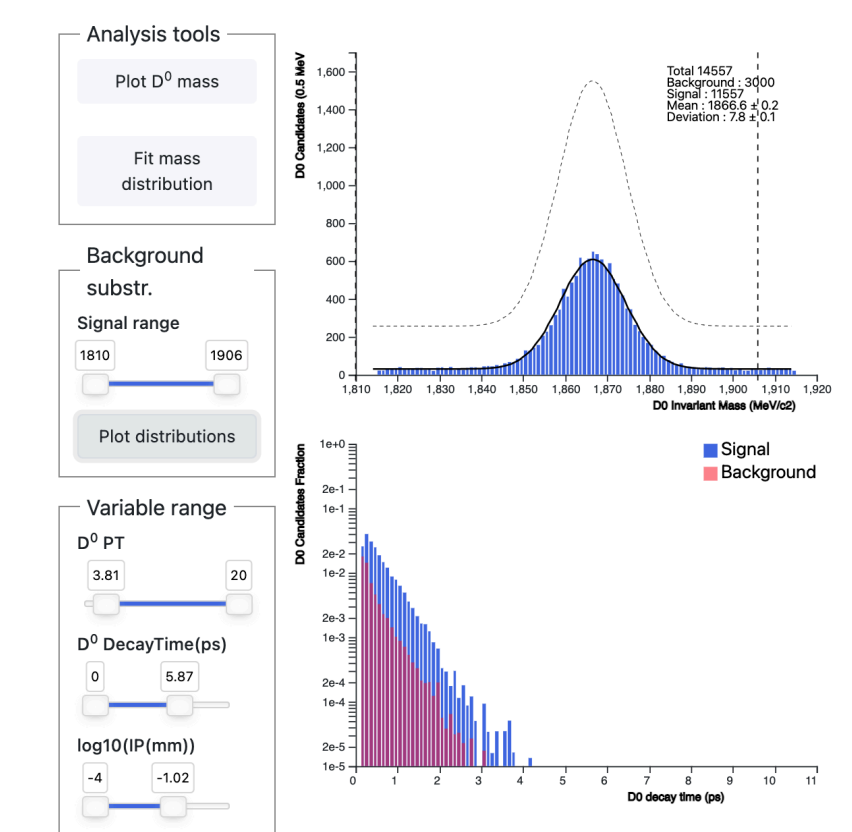 Analysis tools
Plot D⁰ mass
Fit mass
distribution
Background
substr.
Signal range
1810
1906
Plot distributions
Variable range
D⁰ PT
3.81
20
D⁰ DecayTime(ps)
0
5.87
log10(IP(mm))
-4
-1.02
D0 Candidates (0.5 MeV
1,600
1,400
1,200
1,000
800
600
400
200
0
1,810 1,820 1,830 1,840 1,850 1,860 1,870 1,880 1,890 1,900 1,910 1,920
D0 Invariant Mass (MeV/c2)
Total 14557
Background : 3000
Signal : 11557
Mean : 1866.6 ± 0.2
Deviation : 7.8 ± 0.1
D0 Candidates Fraction
1e+0
2e-1
1e-1
2e-2
1e-2
2e-3
1e-3
2e-4
1e-4
2e-5
1e-5
0 1 2 3 4 5 6 7 8 9 10 11
D0 decay time (ps)
Signal
Background